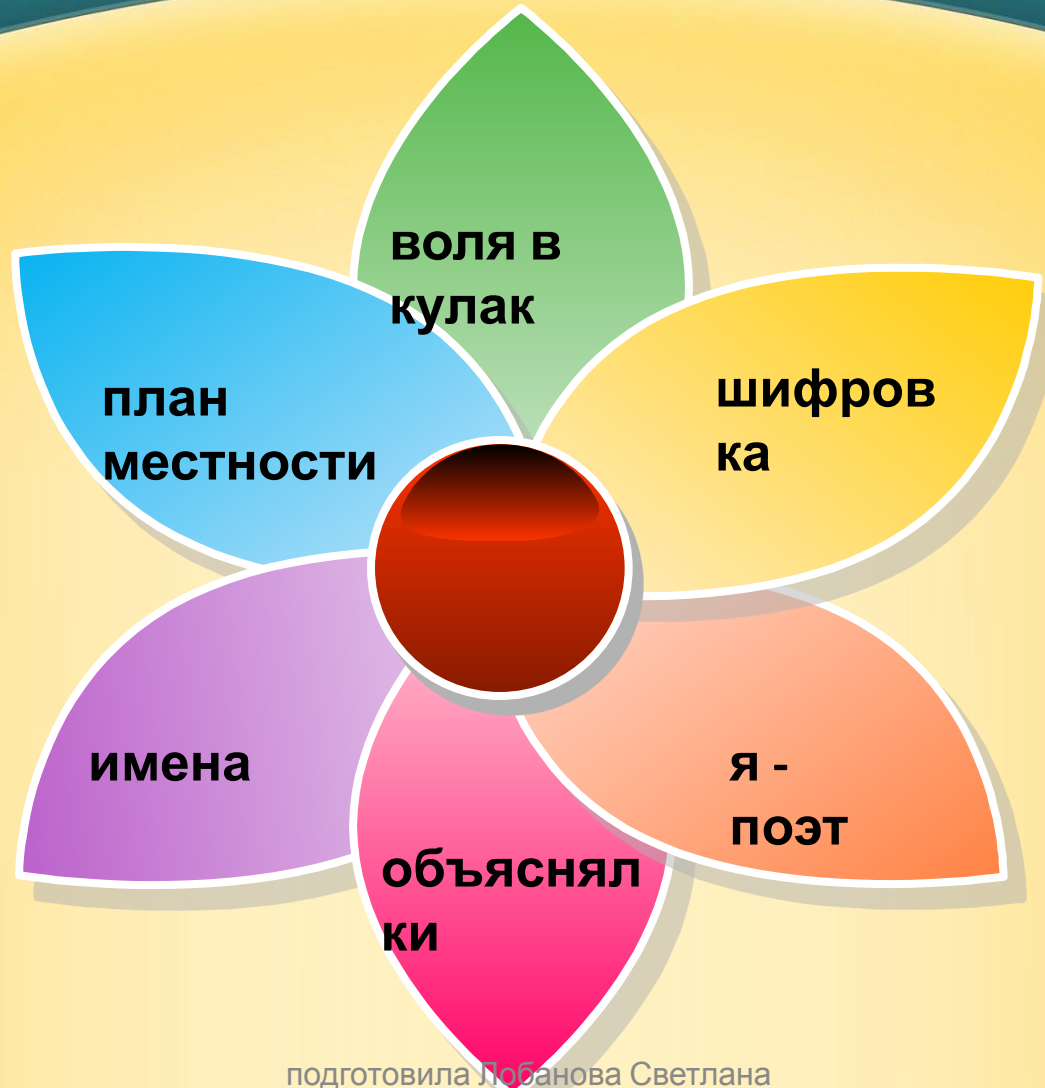 воля в
кулак
план
местности
шифров
ка
имена
я -
поэт
объяснял
ки
подготовила Лобанова Светлана